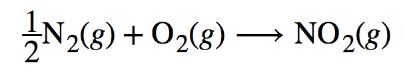 ½N₂(g) + O₂(g) ⟶ NO₂(g)